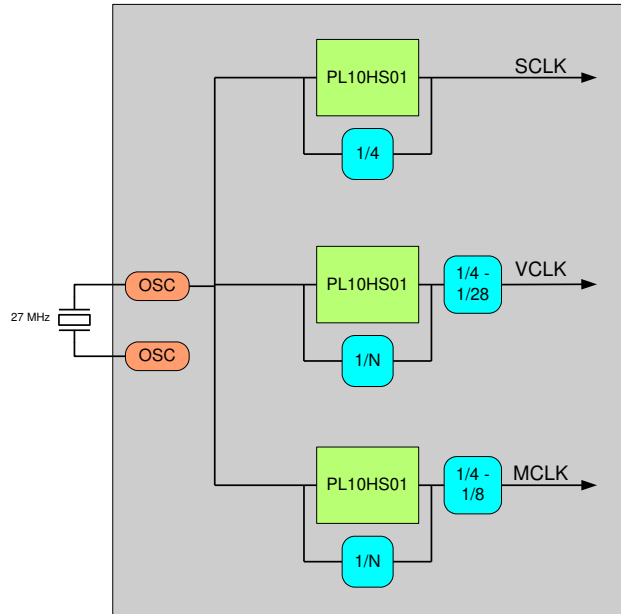 PL10HS01
SCLK
1/4
OSC
PL10HS01
1/4 -
1/28
VCLK
27 MHz
OSC
1/N
PL10HS01
1/4 -
1/8
MCLK
1/N